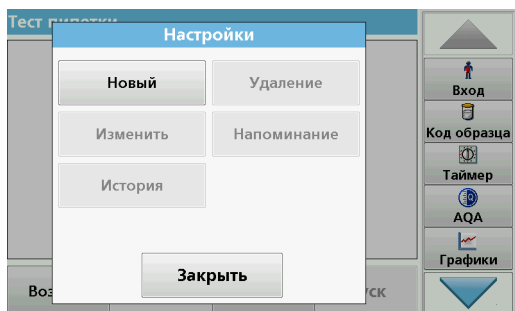 Тест пипетки
Настройки
Новый
Удаление
Изменить
Напоминание
История
Закрыть
Вход
Код образца
Таймер
AQA
Графики